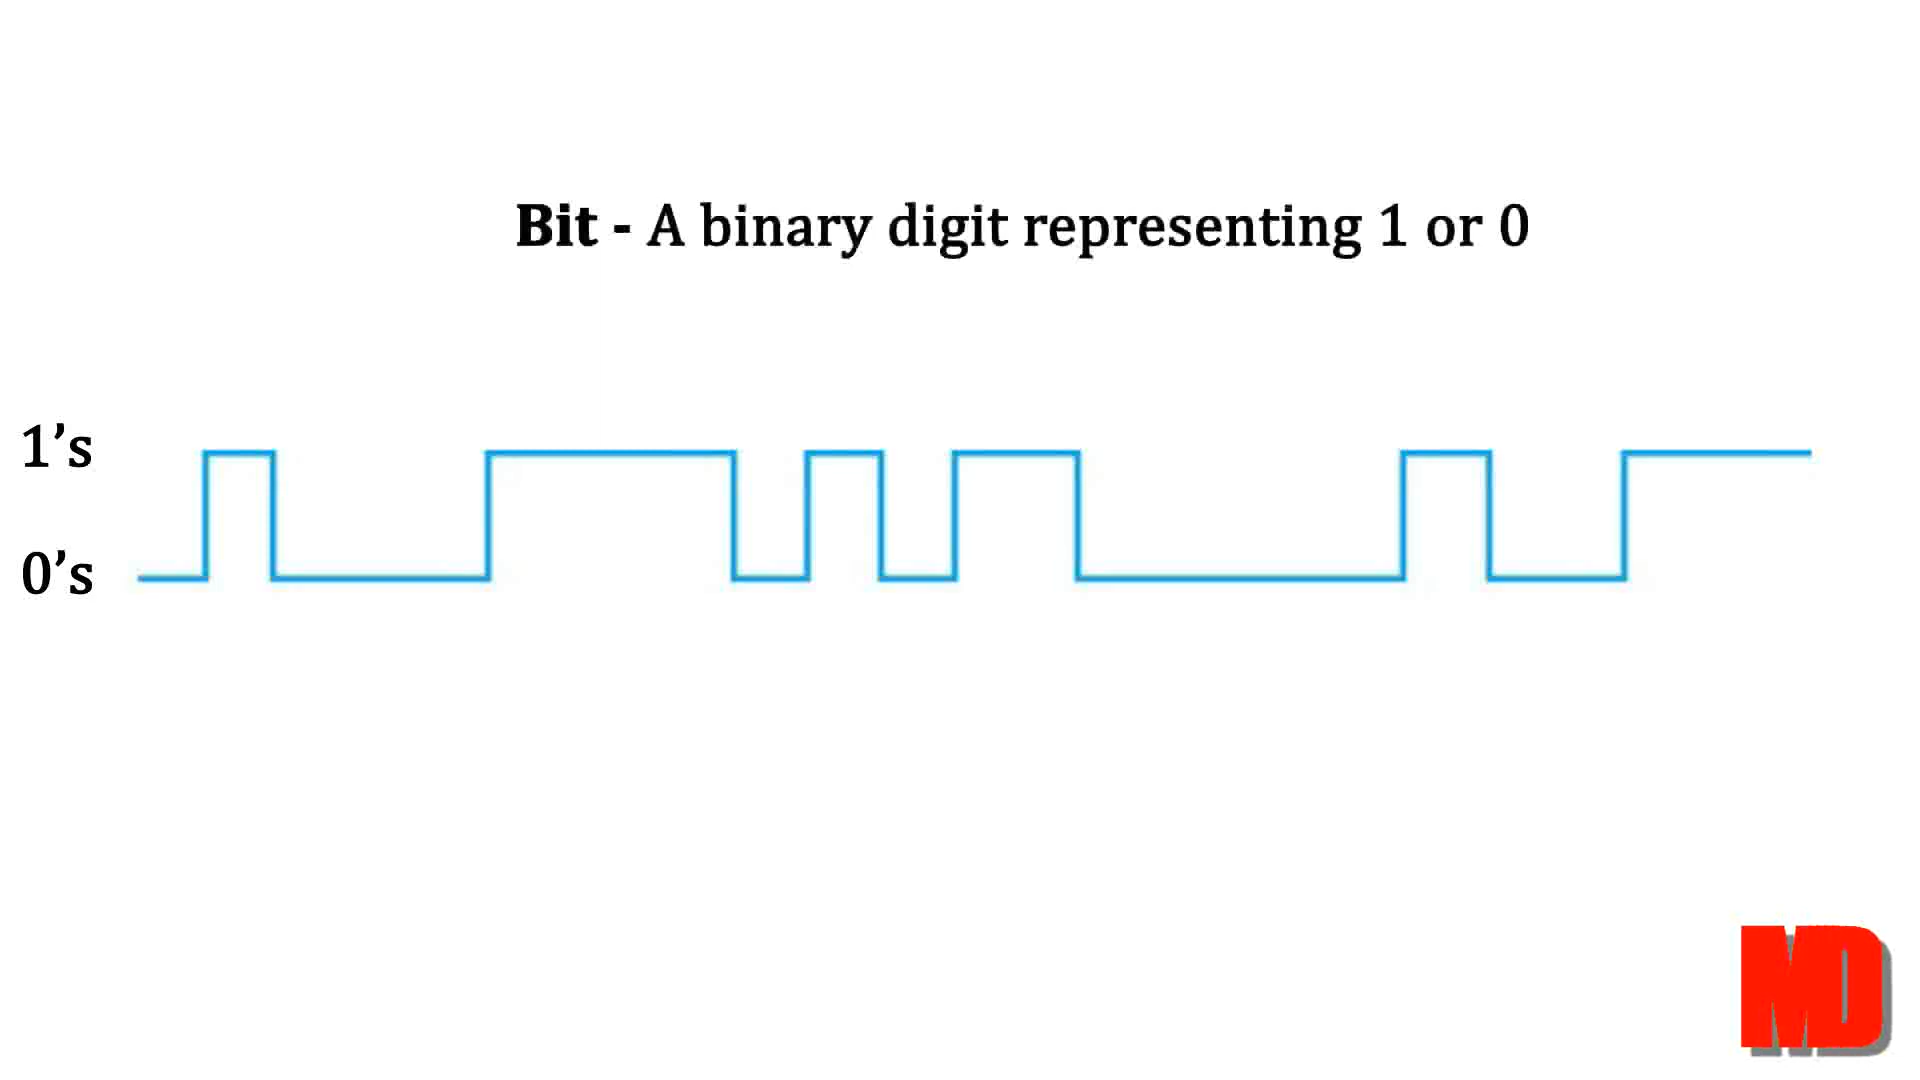 Bit - A binary digit representing 1 or 0
1’s
0’s
MD